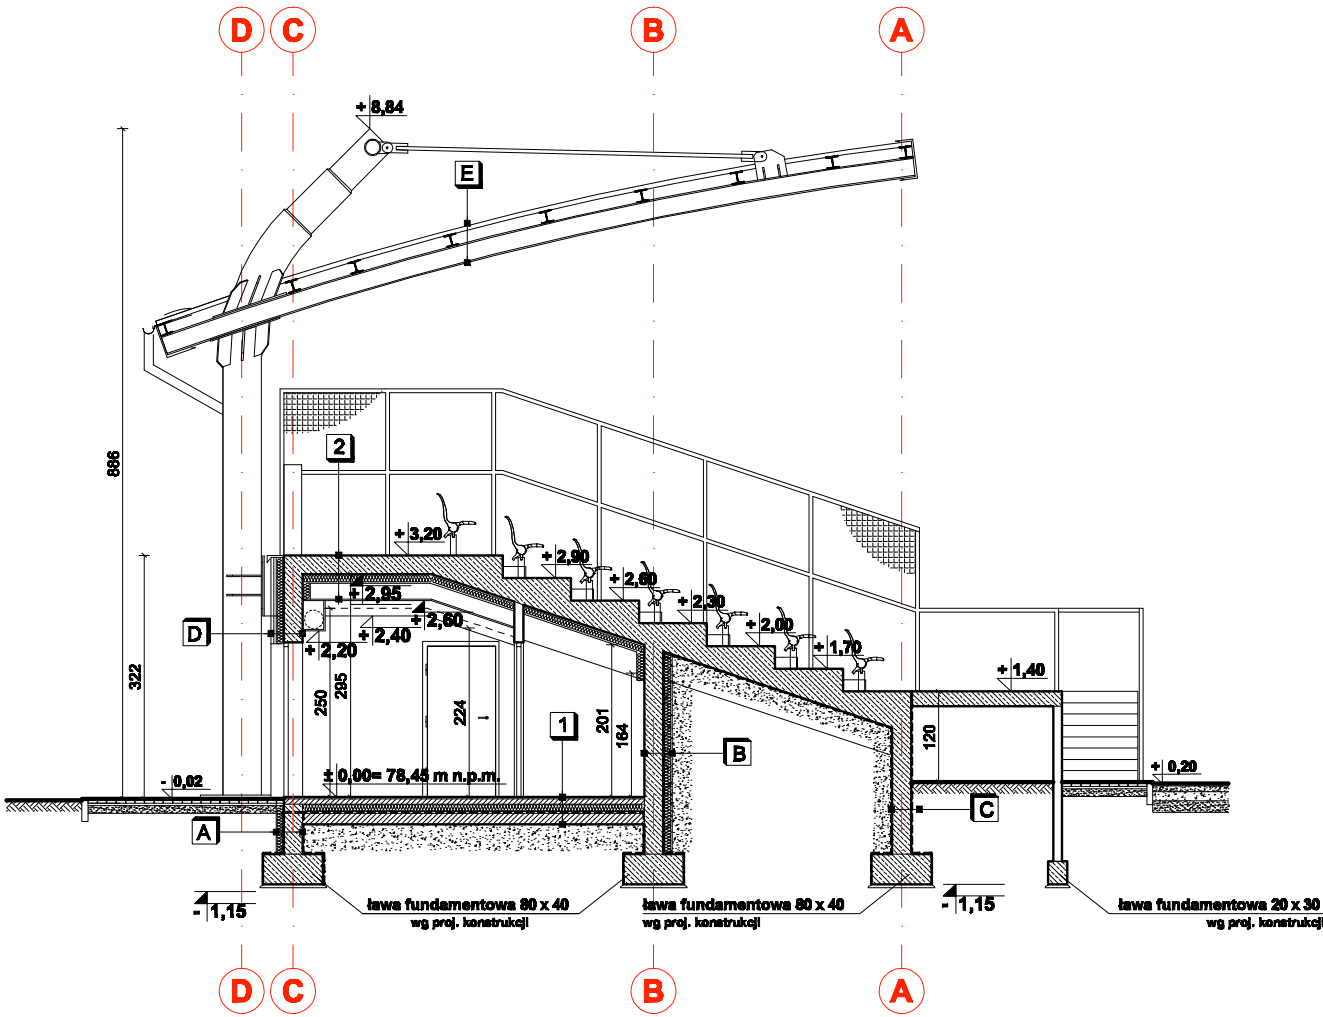 D C B A
+ 8,84
E
886
2
+ 3,20
+ 2,90
+ 2,95
+ 2,60
+ 2,60
+ 2,30
D
+ 2,20
+ 2,40
+ 2,00
+ 1,70
+ 1,40
322
250
295
224
201
164
120
1
B
± 0,00= 78,45 m n.p.m.
- 0,02
+ 0,20
A
C
- 1,15
ława fundamentowa 80 x 40
wg proj. konstrukcji
ława fundamentowa 80 x 40
wg proj. konstrukcji
- 1,15
ława fundamentowa 20 x 30
wg proj. konstrukcji
D C B A